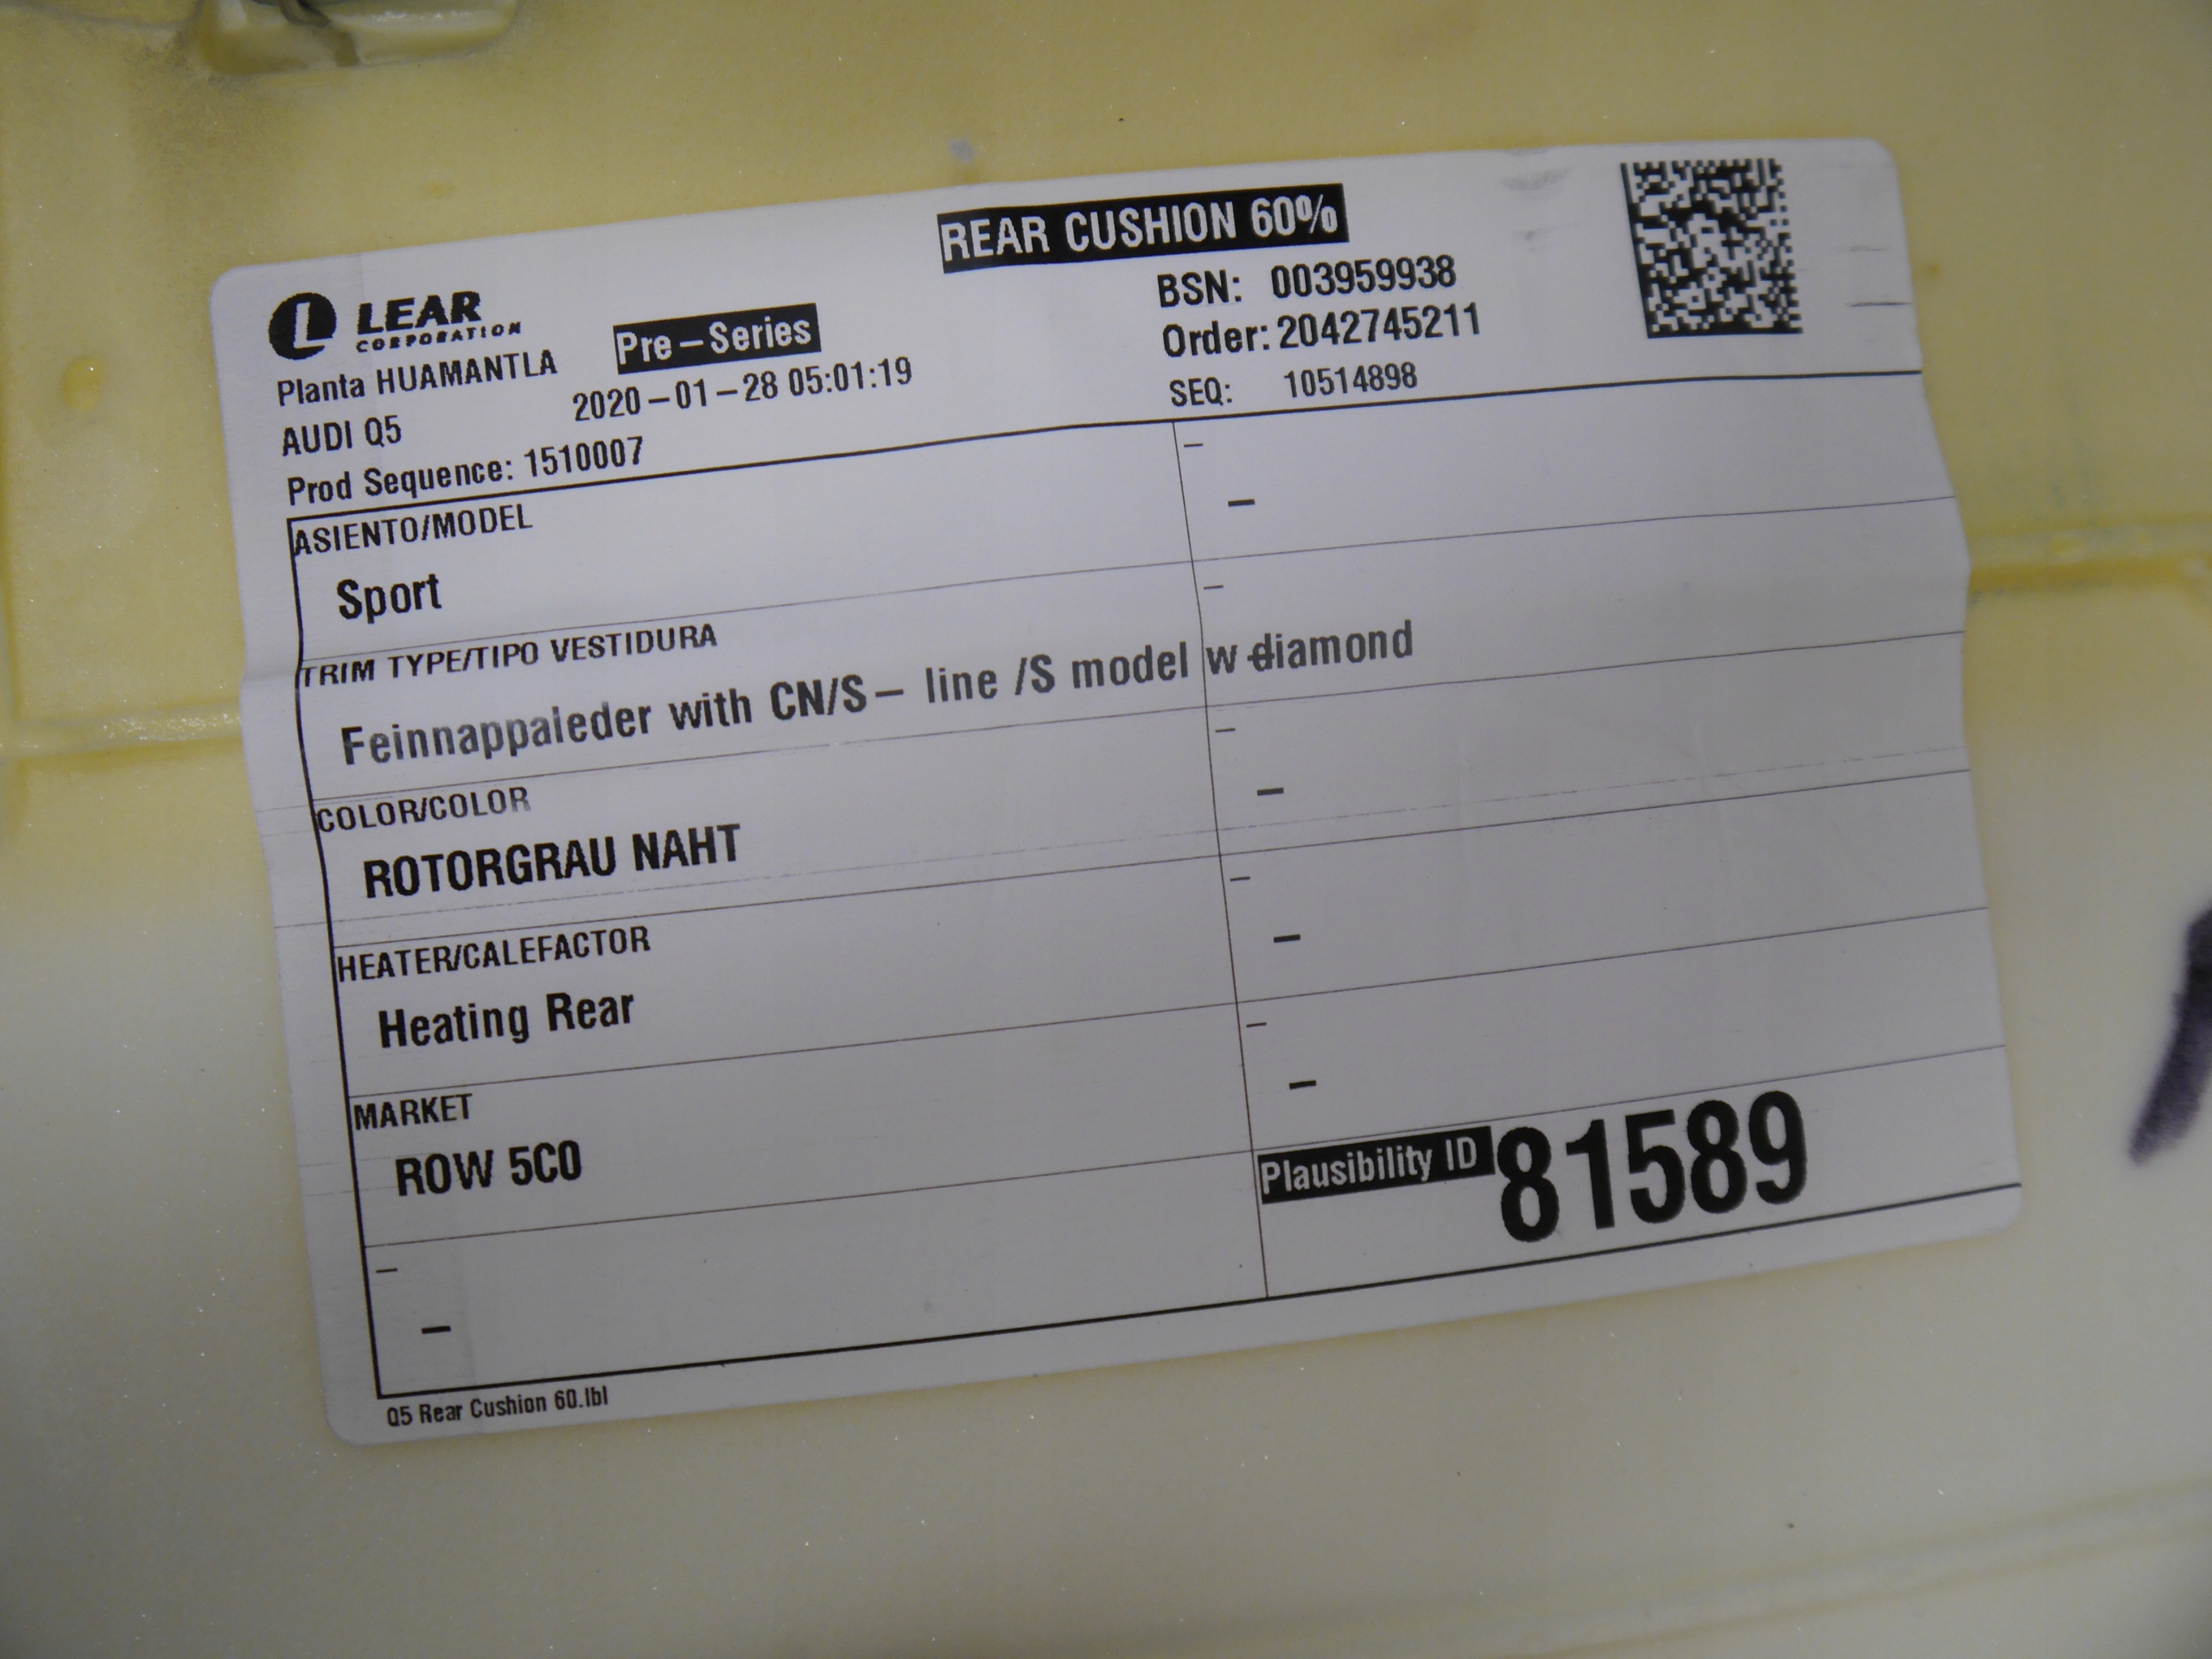 REAR CUSHION 60%
LEAR
CORPORATION
Planta HUAMANTLA
Pre-Series
AUDI Q5
2020-01-28 05:01:19
Prod Sequence: 1510007
BSN: 003959938
Order: 2042745211
SEQ: 10514898
ASIENTO/MODEL
Sport
TRIM TYPE/TIPO VESTIDURA
Feinnappaleder with CN/S- line /S model w diamond
COLOR/COLOR
ROTORGRAU NAHT
HEATER/CALEFACTOR
Heating Rear
MARKET
ROW 5C0
-
-
-
-
-
-
-
-
-
-
-
Plausibility ID 81589
Q5 Rear Cushion 60.lbl